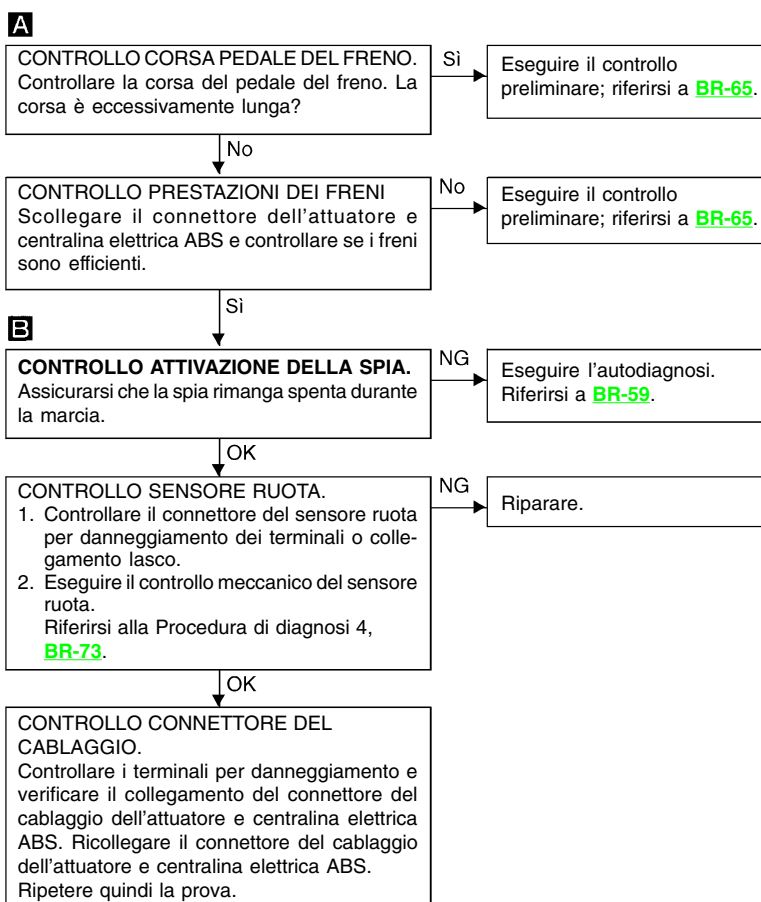 A
CONTROLLO CORSA PEDALE DEL FRENO.
Controllare la corsa del pedale del freno. La
corsa è eccessivamente lunga?
Sì
Eseguire il controllo
preliminare; riferirsi a BR-65.
No
CONTROLLO PRESTAZIONI DEI FRENI
Scollegare il connettore dell'attuatore e
centralina elettrica ABS e controllare se i freni
sono efficienti.
No
Eseguire il controllo
preliminare; riferirsi a BR-65.
Sì
B
CONTROLLO ATTIVAZIONE DELLA SPIA.
Assicurarsi che la spia rimanga spenta durante
la marcia.
NG
Eseguire l'autodiagnosi.
Riferirsi a BR-59.
OK
CONTROLLO SENSORE RUOTA.
1. Controllare il connettore del sensore ruota
per danneggiamento dei terminali o colle-
gamento lasco.
2. Eseguire il controllo meccanico del sensore
ruota.
Riferirsi alla Procedura di diagnosi 4,
BR-73.
NG
Riparare.
OK
CONTROLLO CONNETTORE DEL
CABLAGGIO.
Controllare i terminali per danneggiamento e
verificare il collegamento del connettore del
cablaggio dell'attuatore e centralina elettrica
ABS. Ricollegare il connettore del cablaggio
dell'attuatore e centralina elettrica ABS.
Ripetere quindi la prova.